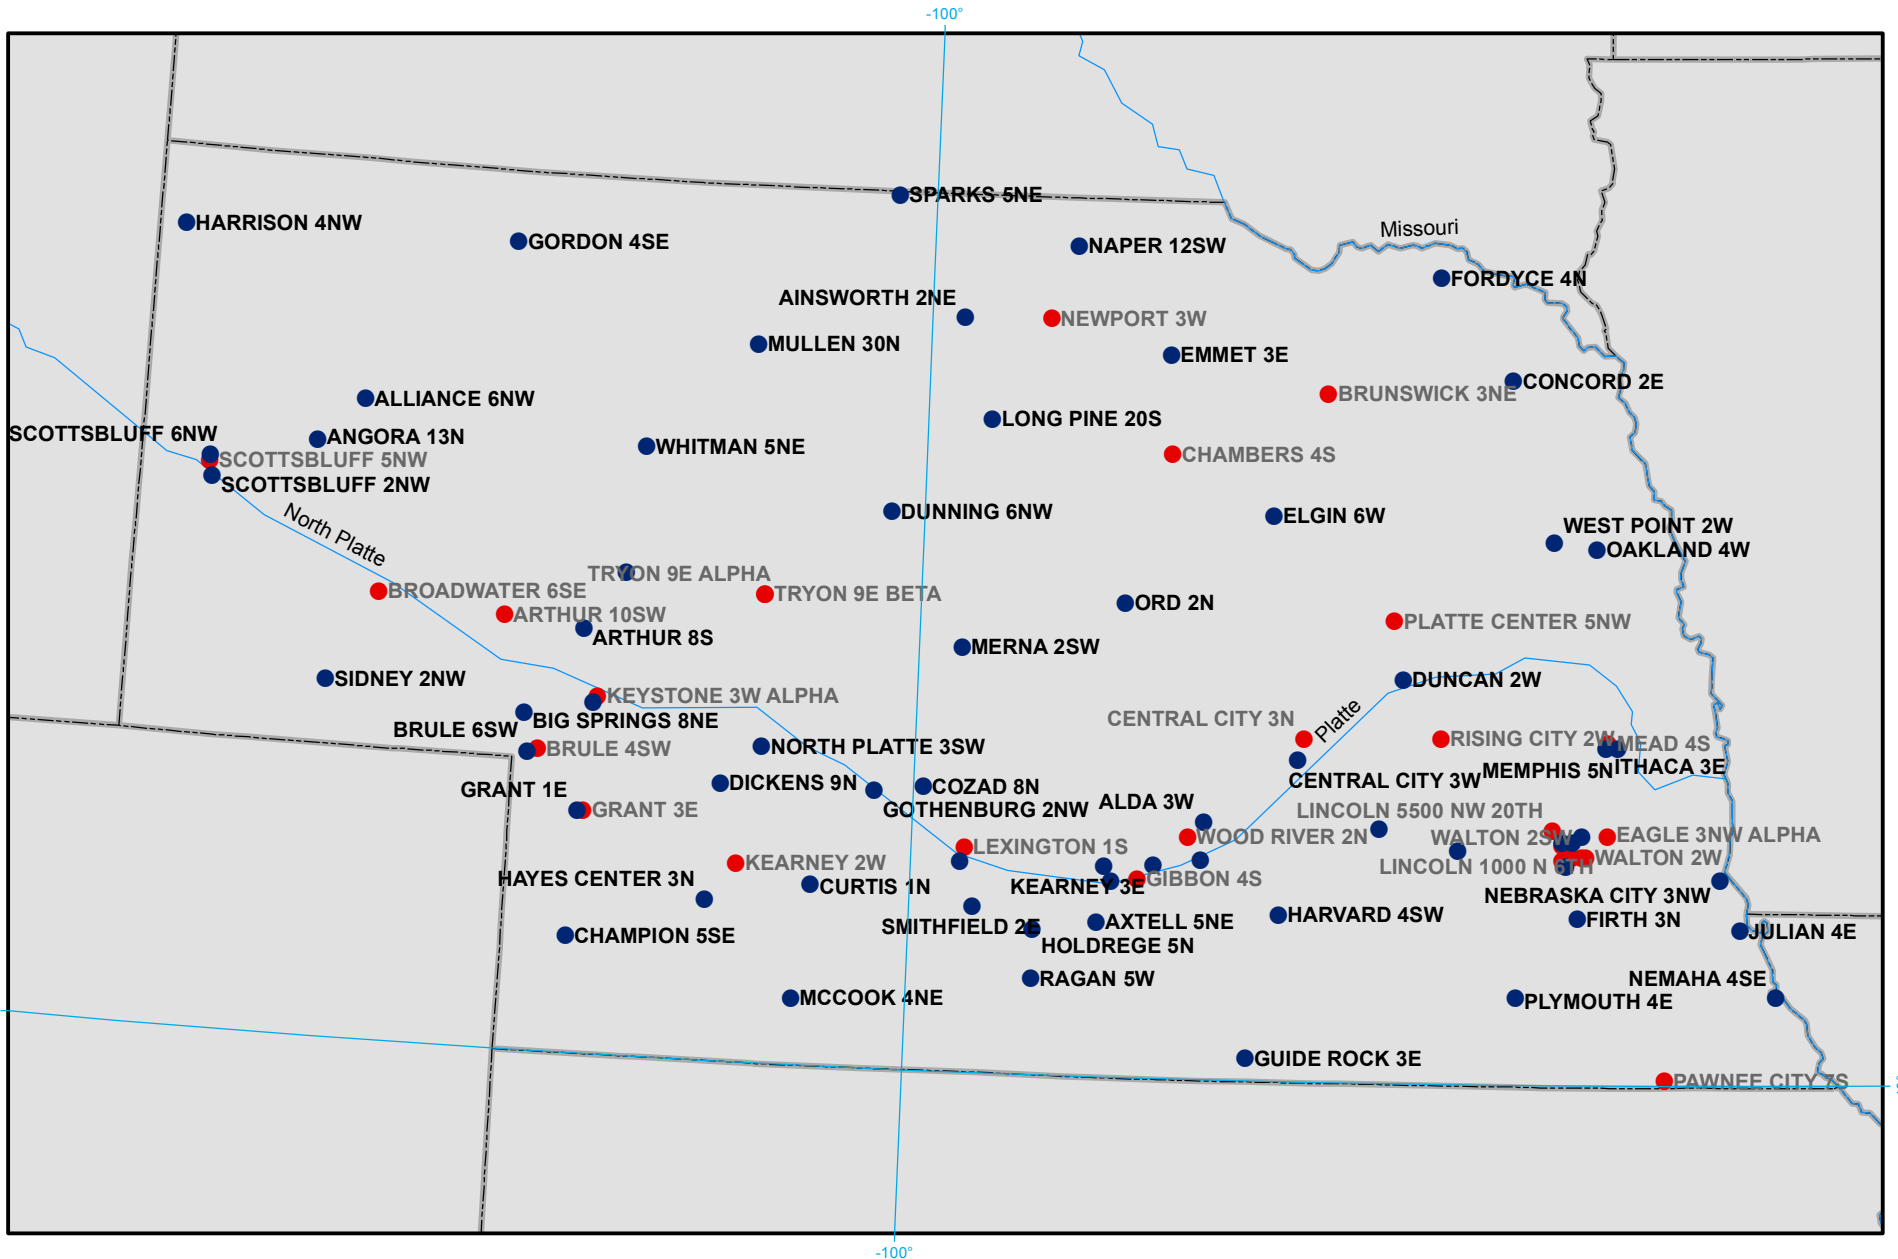 -100°
SPARKS 5NE
HARRISON 4NW
Missouri
GORDON 4SE
NAPER 12SW
FORDYCE 4N
AINSWORTH 2NE
NEWPORT 3W
MULLEN 30N
EMMET 3E
CONCORD 2E
BRUNSWICK 3NE
ALLIANCE 6NW
LONG PINE 20S
SCOTTSBLUFF 6NW
ANGORA 13N
WHITMAN 5NE
CHAMBERS 4S
SCOTTSBLUFF 5NW
SCOTTSBLUFF 2NW
North Platte
DUNNING 6NW
ELGIN 6W
WEST POINT 2W
OAKLAND 4W
TRYON 9E ALPHA
BROADWATER 6SE
TRYON 9E BETA
ORD 2N
ARTHUR 10SW
ARTHUR 8S
PLATTE CENTER 5NW
MERNA 2SW
SIDNEY 2NW
DUNCAN 2W
KEYSTONE 3W ALPHA
Platte
CENTRAL CITY 3N
BIG SPRINGS 8NE
BRULE 6SW
BRULE 4SW
NORTH PLATTE 3SW
RISING CITY 2W
MEAD 4S
MEMPHIS 5N
ITHACA 3E
CENTRAL CITY 3W
DICKENS 9N
COZAD 8N
GRANT 1E
GRANT 3E
GOTHENBURG 2NW
ALDA 3W
LINCOLN 5500 NW 20TH
WOOD RIVER 2N
WALTON 2SW
EAGLE 3NW ALPHA
LEXINGTON 1S
WALTON 2W
KEARNEY 2W
LINCOLN 1000 N 6TH
HAYES CENTER 3N
CURTIS 1N
KEARNEY 3E
GIBBON 4S
NEBRASKA CITY 3NW
HARVARD 4SW
FIRTH 3N
SMITHFIELD 2E
AXTELL 5NE
CHAMPION 5SE
JULIAN 4E
HOLDREGE 5N
RAGAN 5W
NEMAHA 4SE
MCCOOK 4NE
PLYMOUTH 4E
GUIDE ROCK 3E
PAWNEE CITY 7S
-100°